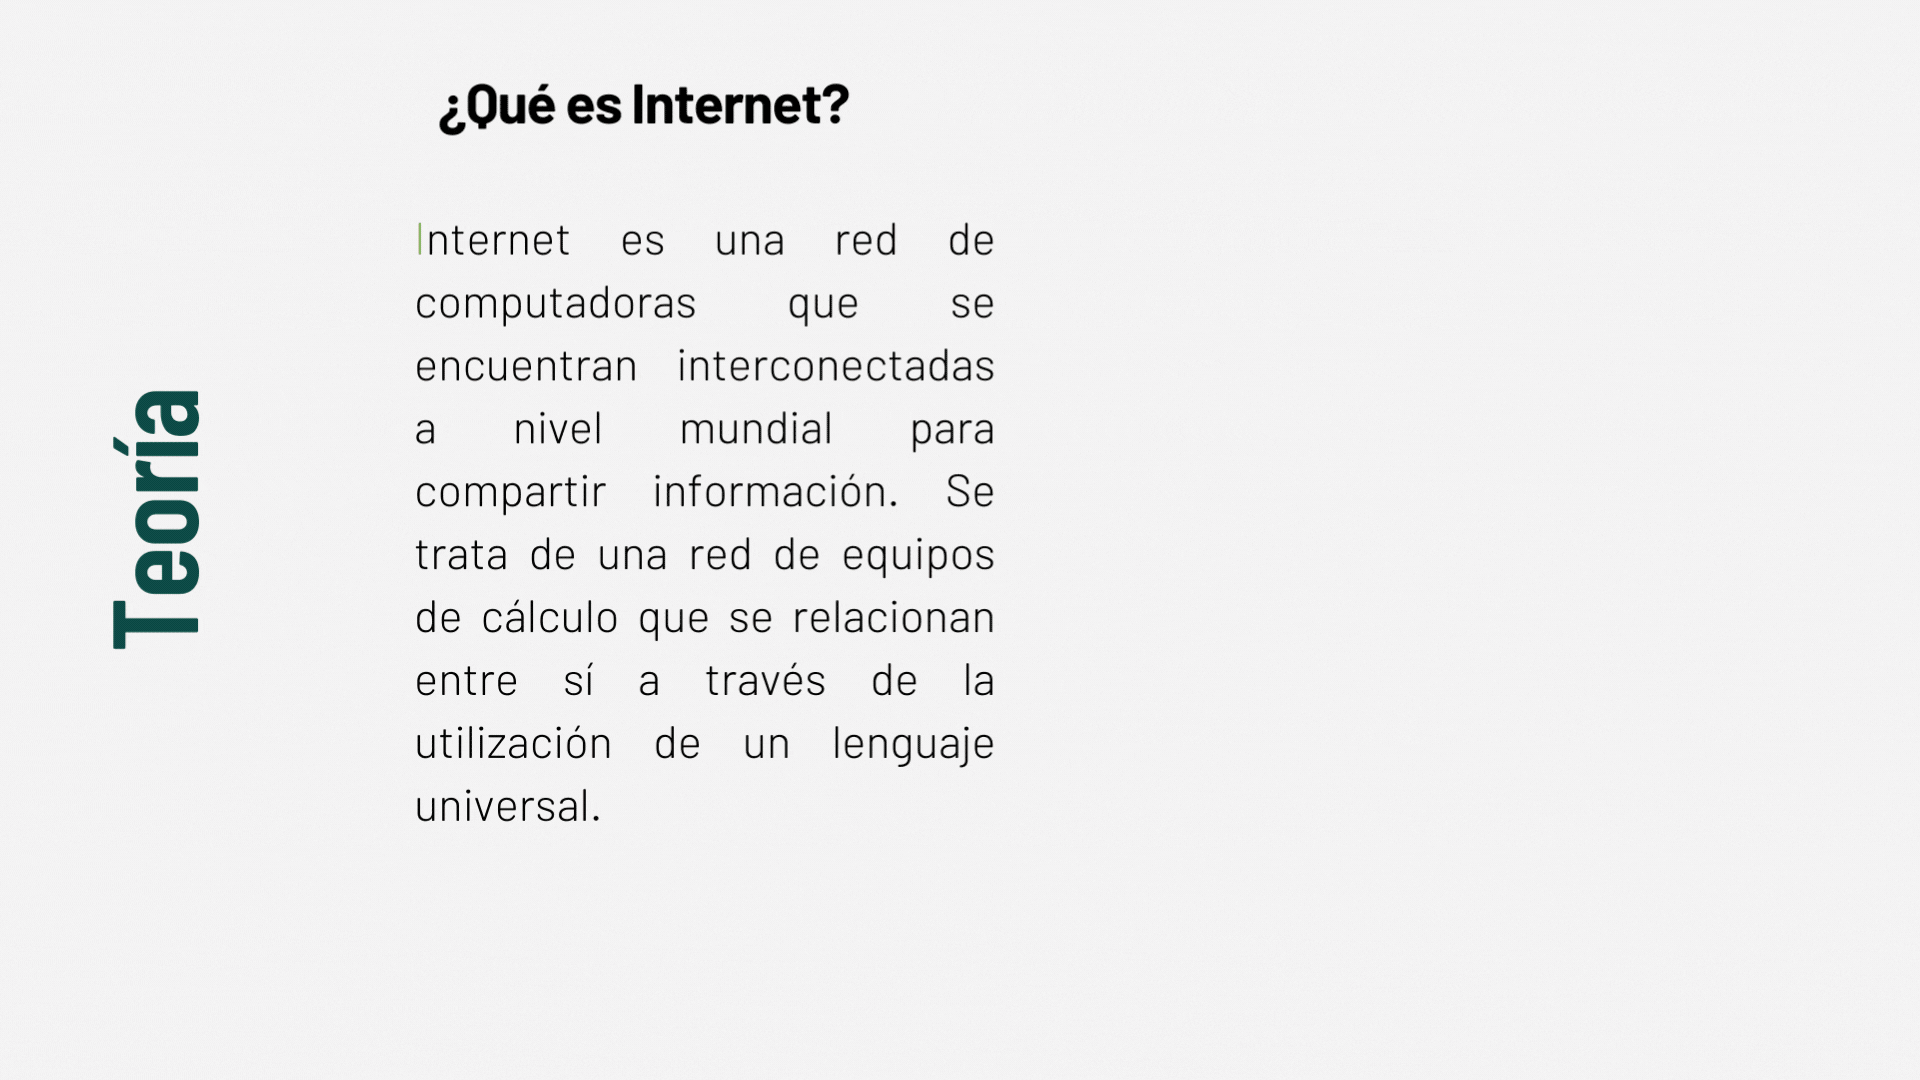 ¿Qué es Internet?
Teoría
Internet es una red de
computadoras que se
encuentran interconectadas
a nivel mundial para
compartir información. Se
trata de una red de equipos
de cálculo que se relacionan
entre sí a través de la
utilización de un lenguaje
universal.